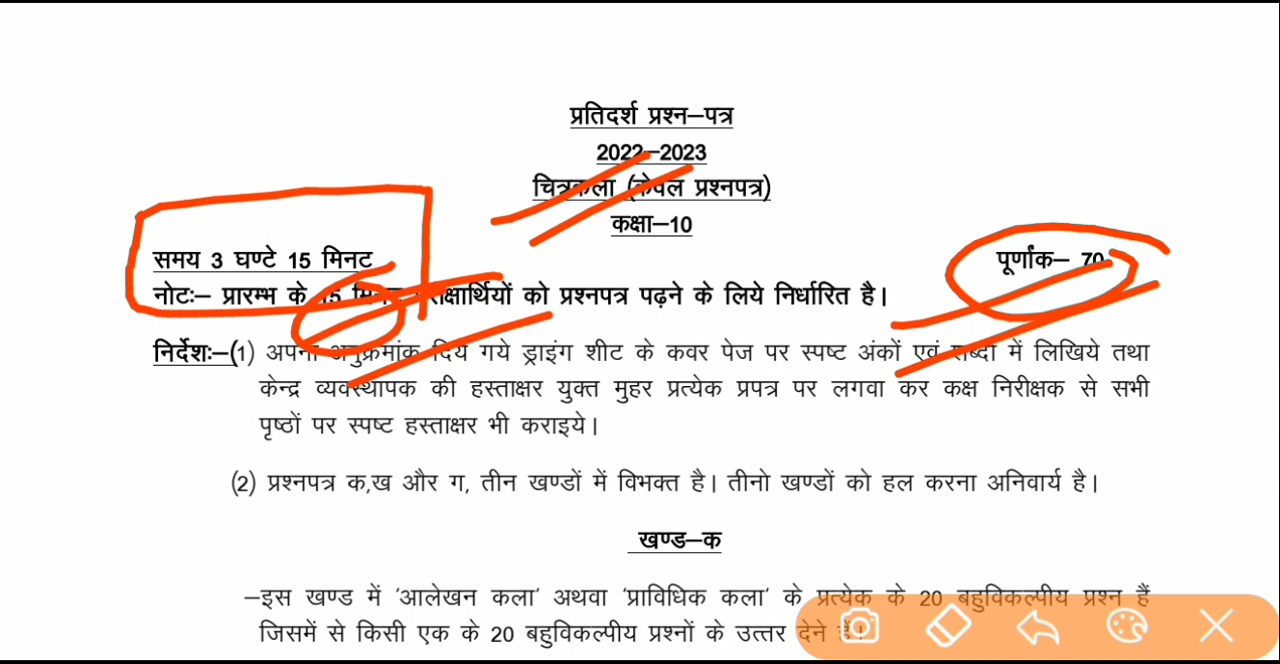 प्रतिदर्श प्रश्न–पत्र
2022–2023
चित्रकला (केवल प्रश्नपत्र)
कक्षा–10
समय 3 घण्टे 15 मिनट
पूर्णांक– 70
नोटः– प्रारम्भ के 15 मिनट परीक्षार्थियों को प्रश्नपत्र पढ़ने के लिये निर्धारित है।
निर्देशः–(1) अपना अनुक्रमांक दिये गये ड्राइंग शीट के कवर पेज पर स्पष्ट अंकों एवं शब्दों में लिखिये तथा
केन्द्र व्यवस्थापक की हस्ताक्षर युक्त मुहर प्रत्येक प्रपत्र पर लगवा कर कक्ष निरीक्षक से सभी
पृष्ठों पर स्पष्ट हस्ताक्षर भी कराइये।
(2) प्रश्नपत्र क,ख और ग, तीन खण्डों में विभक्त है। तीनो खण्डों को हल करना अनिवार्य है।
खण्ड–क
–इस खण्ड में ‘आलेखन कला’ अथवा ‘प्राविधिक कला’ के प्रत्येक के 20 बहुविकल्पीय प्रश्न हैं
जिसमें से किसी एक के 20 बहुविकल्पीय प्रश्नों के उत्तर देने हैं।